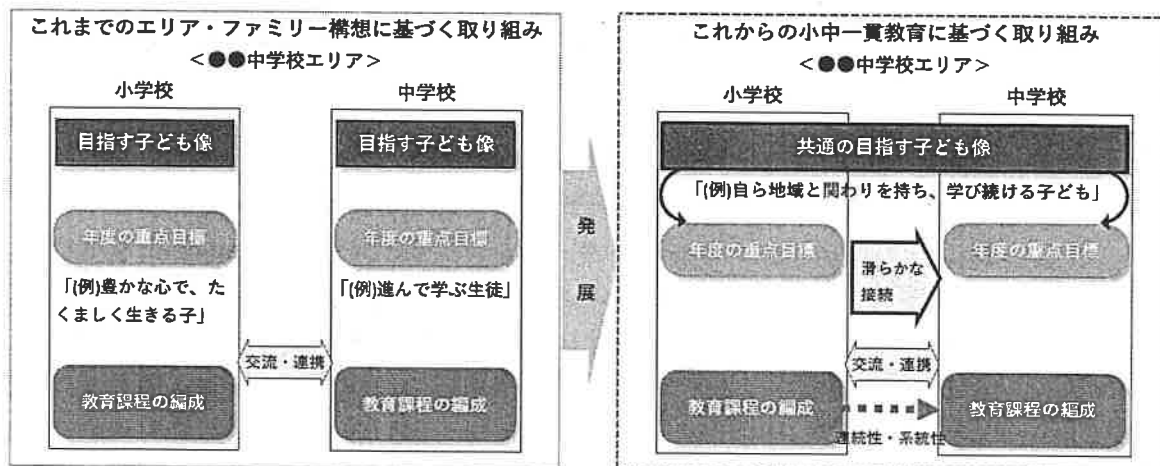 これまでのエリア・ファミリー構想に基づく取り組み
<●●中学校エリア>
小学校
中学校
目指す子ども像
目指す子ども像
年度の重点目標
年度の重点目標
「(例)豊かな心で、た
くましく生きる子」
「(例)進んで学ぶ生徒」
交流・連携
教育課程の編成
教育課程の編成
発
展
これからの小中一貫教育に基づく取り組み
<●●中学校エリア>
小学校
中学校
共通の目指す子ども像
「(例)自ら地域と関わりを持ち、学び続ける子ども」
年度の重点目標
年度の重点目標
滑らかな
接続
交流・連携
教育課程の編成
教育課程の編成
連続性・系統性